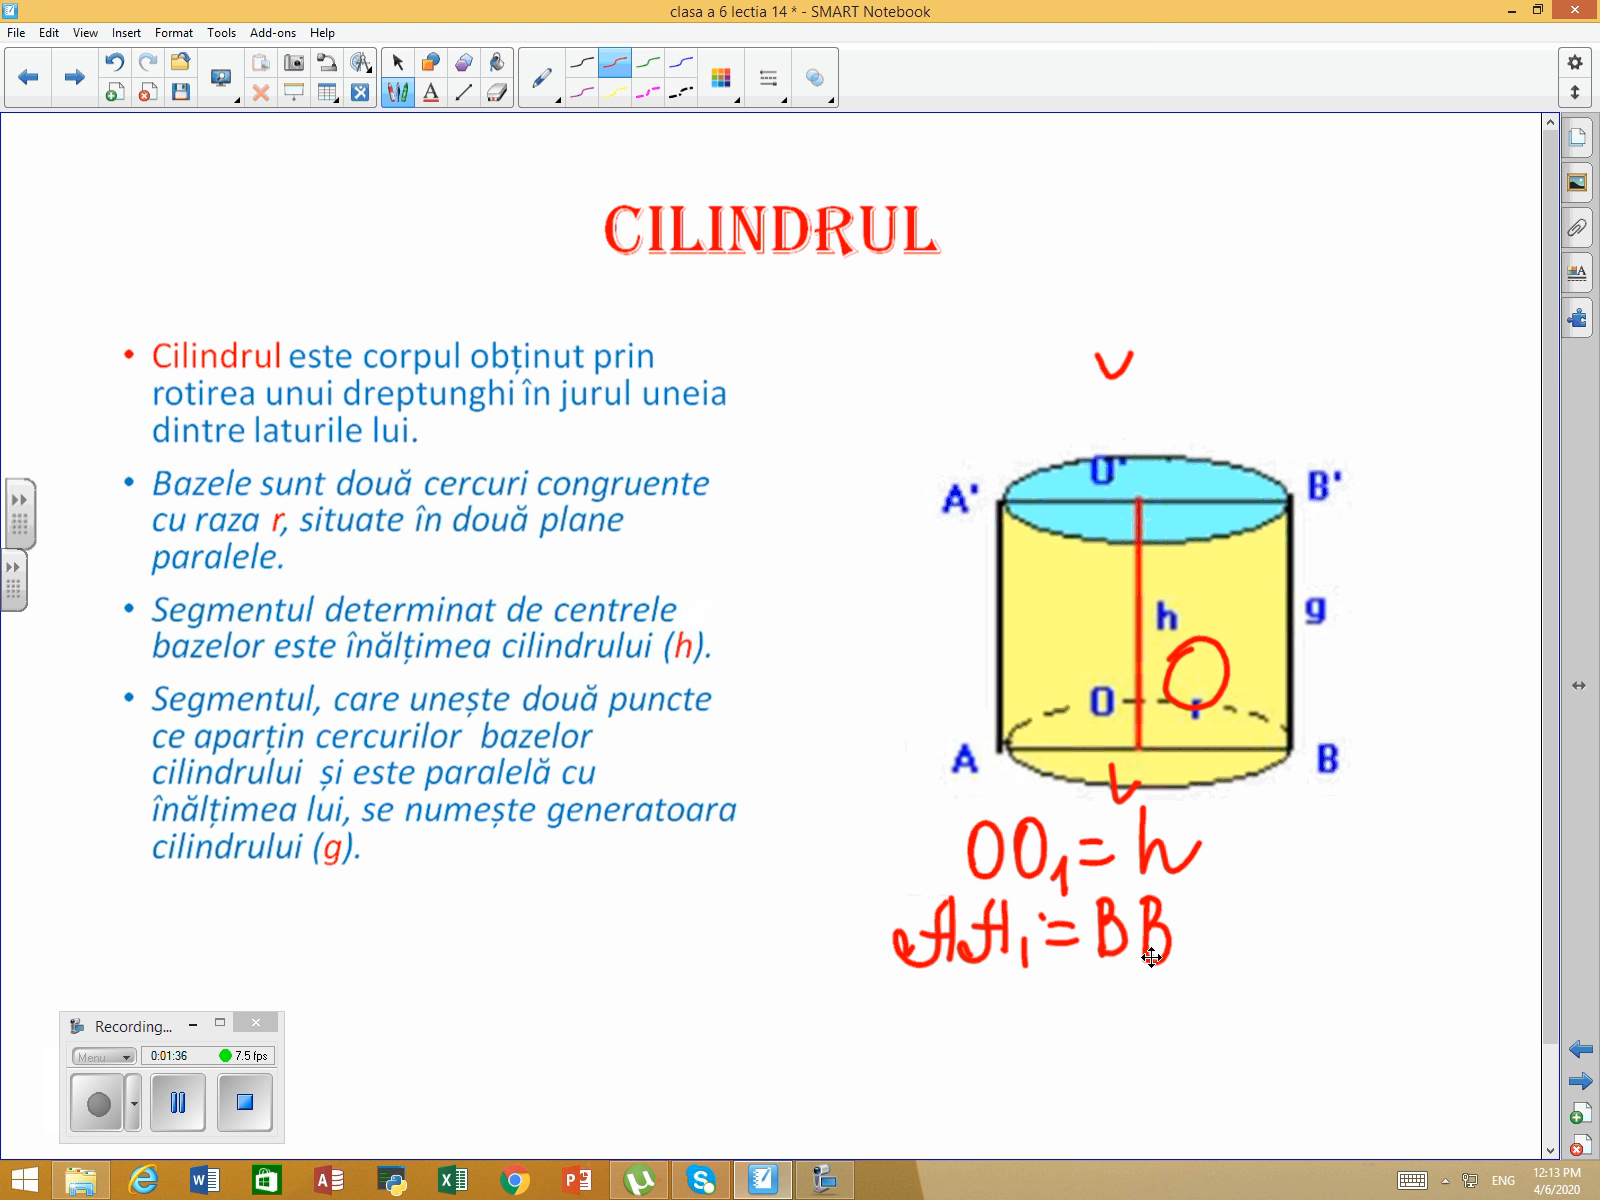 clasa a 6 lectia 14 * - SMART Notebook
File Edit View Insert Format Tools Add-ons Help
CILINDRUL
• Cilindrul este corpul obținut prin
rotirea unui dreptunghi în jurul uneia
dintre laturile lui.
• Bazele sunt două cercuri congruente
cu raza r, situate în două plane
paralele.
• Segmentul determinat de centrele
bazelor este înălțimea cilindrului (h).
• Segmentul, care unește două puncte
ce aparțin cercurilor bazelor
cilindrului și este paralelă cu
înălțimea lui, se numește generatoara
cilindrului (g).
A' O' B'
h g
O r
A B
OO₁ = h
AA₁ = BB
Recording...
Menu 0:01:36 7.5 fps
ENG 12:13 PM
4/6/2020